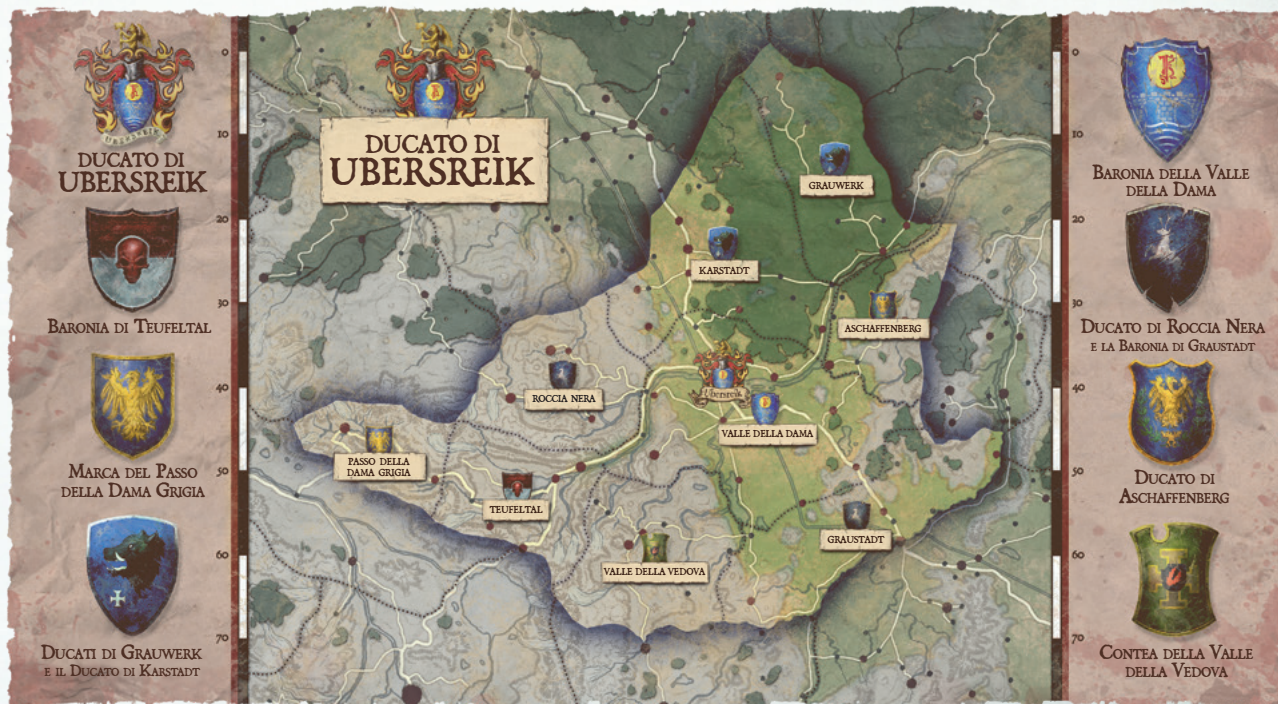 UBERSREIK
DUCATO DI
UBERSREIK
BARONIA DI TEUFELTAL
MARCA DEL PASSO
DELLA DAMA GRIGIA
DUCATI DI GRAUWERK
E IL DUCATO DI KARSTADT
0
10
20
30
40
50
60
70
DUCATO DI
UBERSREIK
GRAUWERK
KARSTADT
ASCHAFFENBERG
Ubersreik
ROCCIA NERA
VALLE DELLA DAMA
PASSO DELLA
DAMA GRIGIA
TEUFELTAL
GRAUSTADT
VALLE DELLA VEDOVA
0
10
20
30
40
50
60
70
BARONIA DELLA VALLE
DELLA DAMA
DUCATO DI ROCCIA NERA
E LA BARONIA DI GRAUSTADT
DUCATO DI
ASCHAFFENBERG
CONTEA DELLA VALLE
DELLA VEDOVA